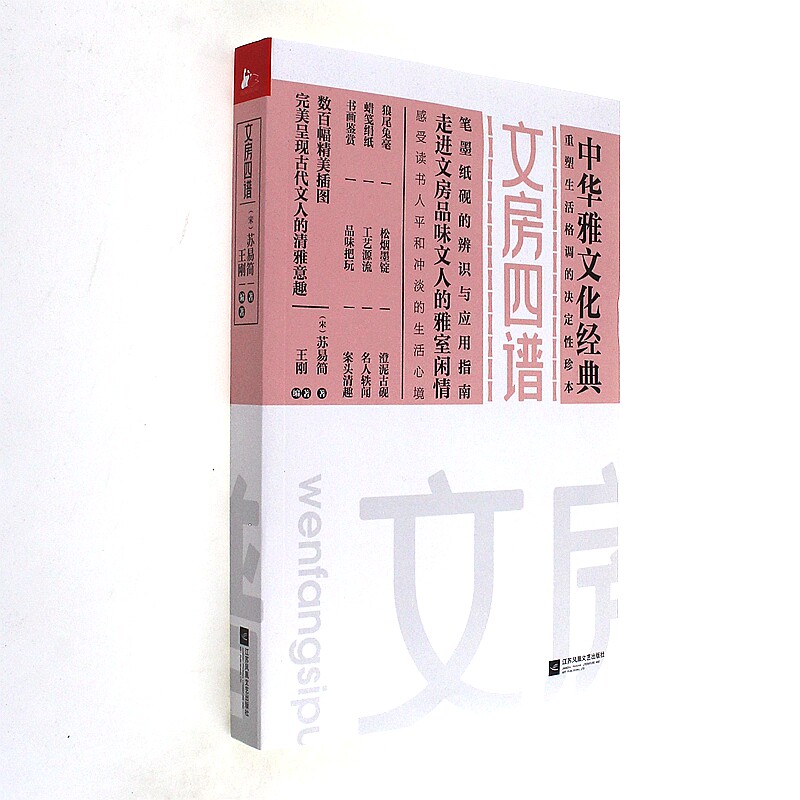 中华雅文化经典
重塑生活格调的决定性珍本
文房四谱
笔墨纸砚的辨识与应用指南
走进文房品味文人的雅室闲情
感受读书人平和冲淡的生活心境
狼尾兔毫 — 松烟墨锭 — 澄泥古砚
蜡笺绢纸 — 工艺源流 — 名人轶闻
书画鉴赏 — 品味把玩 — 案头清趣
数百幅精美插图
完美呈现古代文人的清雅意趣
(宋) 苏易简 著
王刚 编著
文房
wenfangsipu
江苏凤凰文艺出版社
文房四谱
(宋) 苏易简 著
王刚 编著
江苏凤凰文艺出版社